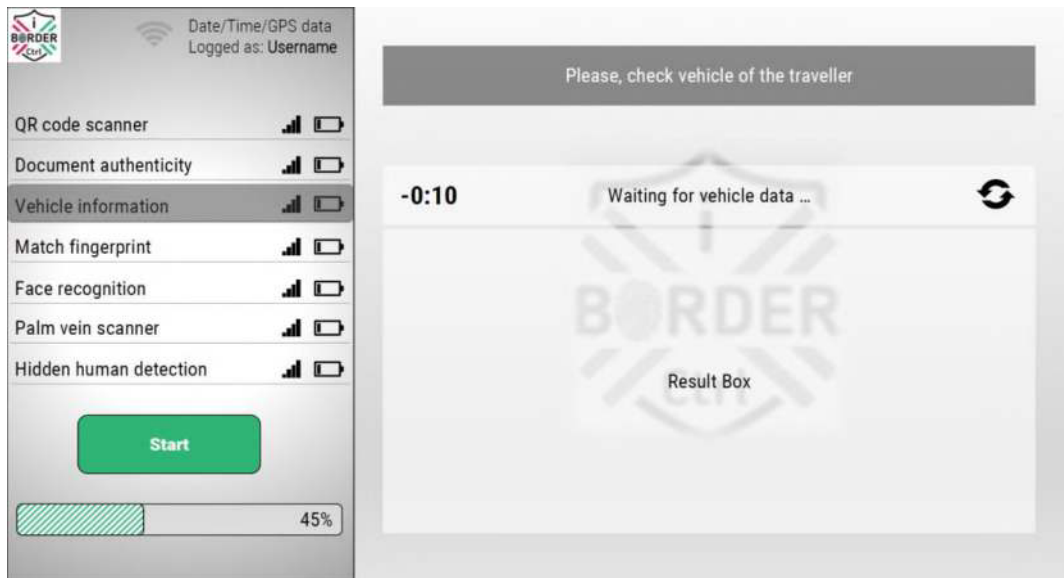 i
BORDER
Ctrl
Date/Time/GPS data
Logged as: Username
QR code scanner
Document authenticity
Vehicle information
Match fingerprint
Face recognition
Palm vein scanner
Hidden human detection
Start
45%
Please, check vehicle of the traveller
-0:10
Waiting for vehicle data ...
i
BORDER
Ctrl
Result Box